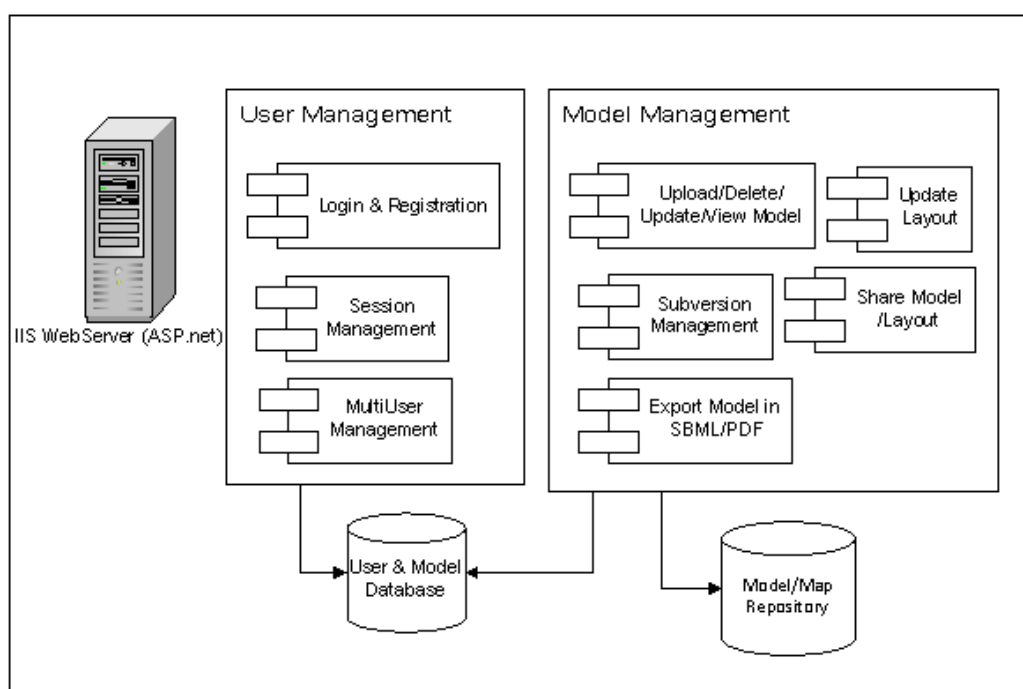 User Management
Login & Registration
Session
Management
MultiUser
Management
Model Management
Upload/Delete/
Update/View Model
Update
Layout
Subversion
Management
Share Model
/Layout
Export Model in
SBML/PDF
IIS WebServer (ASP.net)
User & Model
Database
Model/Map
Repository